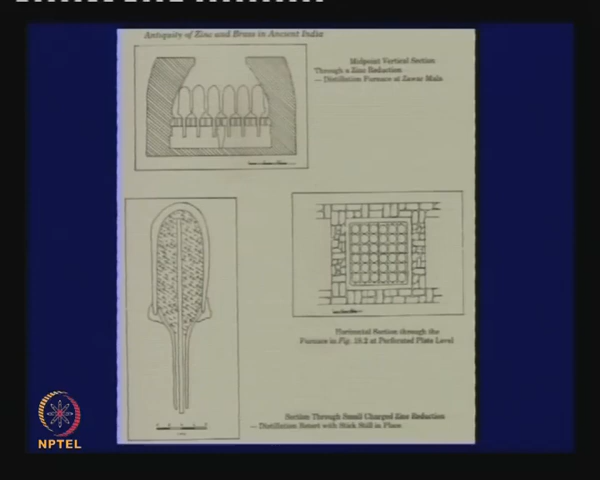 Antiquity of Zinc and Brass in Ancient India
Midpoint Vertical Section
Through a Zinc Reduction
— Distillation Furnace at Zawar Mala
Horizontal Section through the
Furnace in Fig. 18.2 at Perforated Plate Level
Section Through Small Charged Zinc Reduction
— Distillation Retort with Stick Still in Place
NPTEL